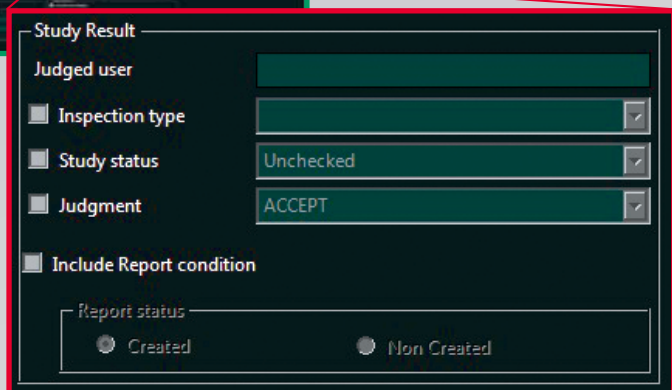 Study Result
Judged user
Inspection type
Study status Unchecked
Judgment ACCEPT
Include Report condition
Report status
Created Non Created